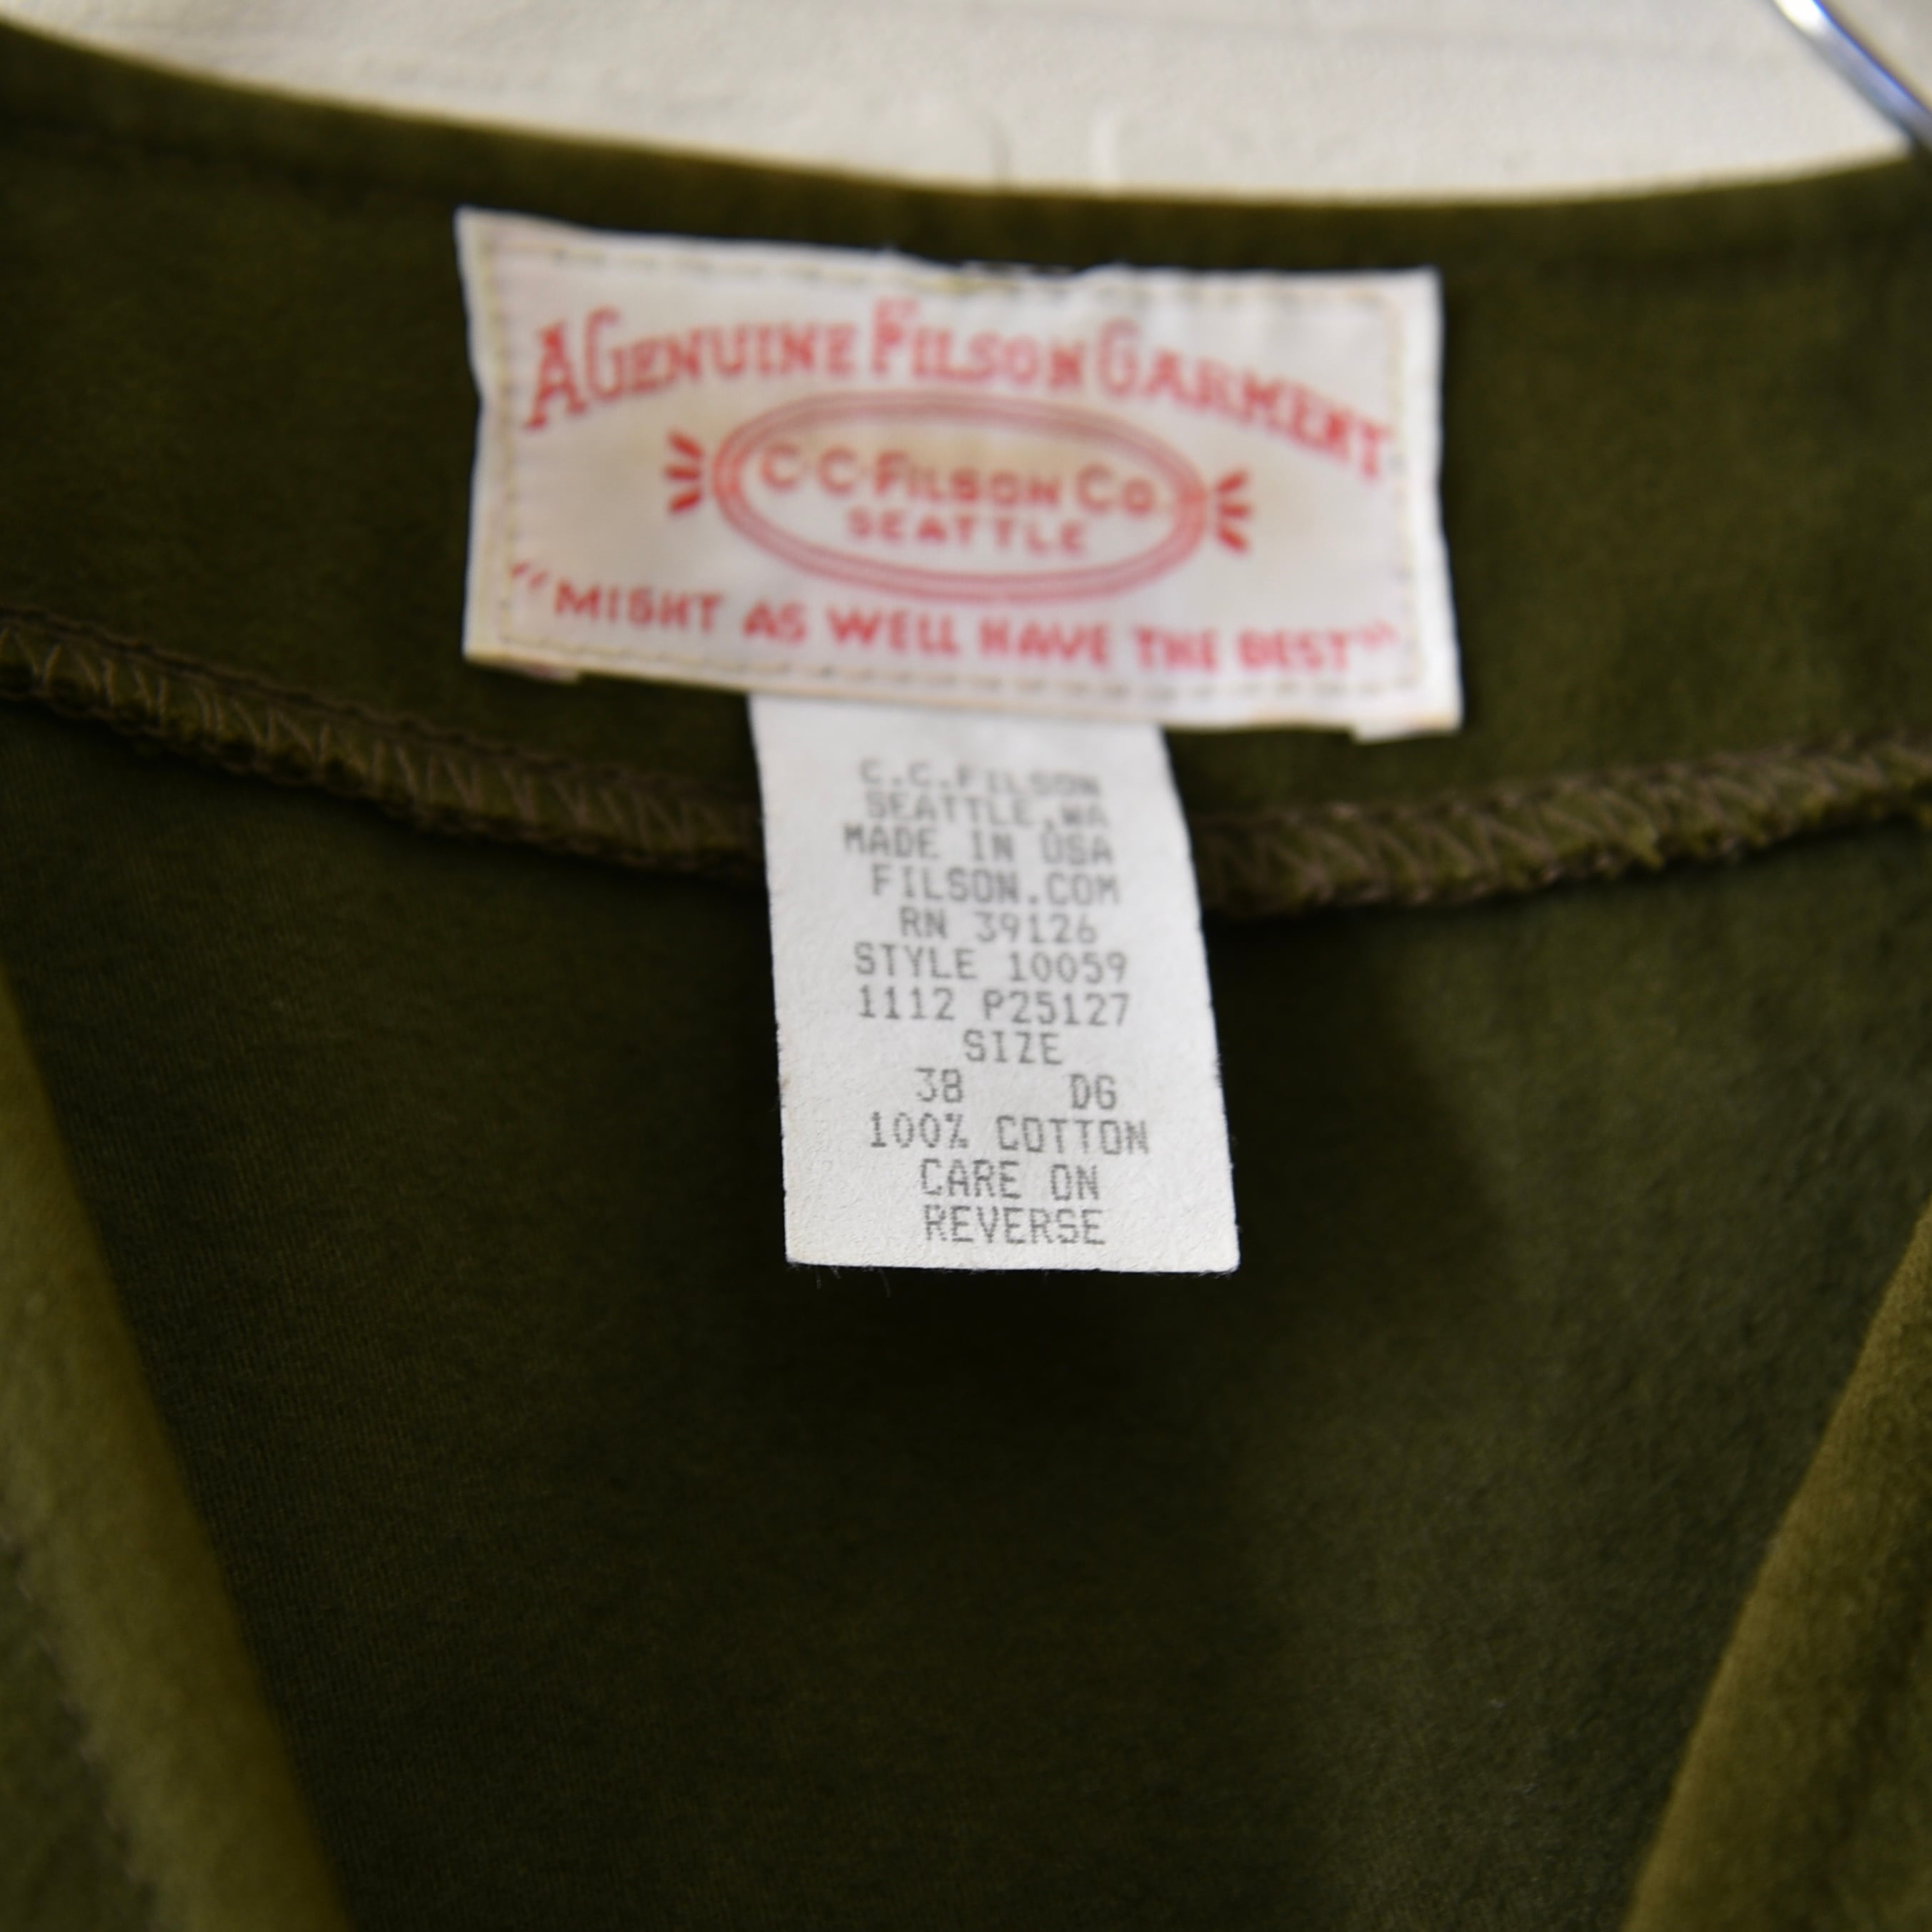 A GENUINE FILSON GARMENT
C·C·FILSON CO.
SEATTLE
"MIGHT AS WELL HAVE THE BEST"
C.C.FILSON
SEATTLE,WA
MADE IN USA
FILSON.COM
RN 39126
STYLE 10059
1112 P25127
SIZE
38 DG
100% COTTON
CARE ON
REVERSE